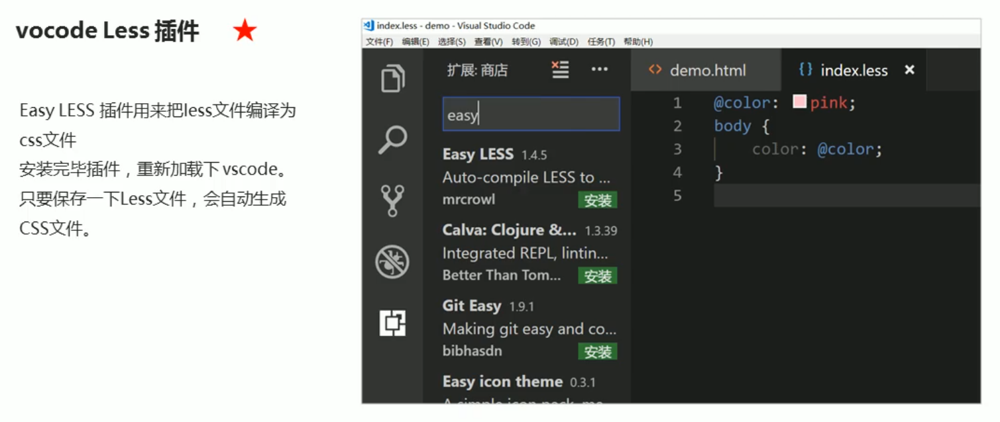 vocode Less 插件
Easy LESS 插件用来把less文件编译为
css文件
安装完毕插件，重新加载下 vscode。
只要保存一下Less文件，会自动生成
CSS文件。
index.less - demo - Visual Studio Code
文件(F) 编辑(E) 选择(S) 查看(V) 转到(G) 调试(D) 任务(T) 帮助(H)
扩展: 商店
easy
Easy LESS 1.4.5
Auto-compile LESS to ...
mrcrowl 安装
Calva: Clojure &... 1.3.39
Integrated REPL, lintin...
Better Than Tom... 安装
Git Easy 1.9.1
Making git easy and co...
bibhasdn 安装
Easy icon theme 0.3.1
demo.html
index.less
1 @color: pink;
2 body {
3 color: @color;
4 }
5